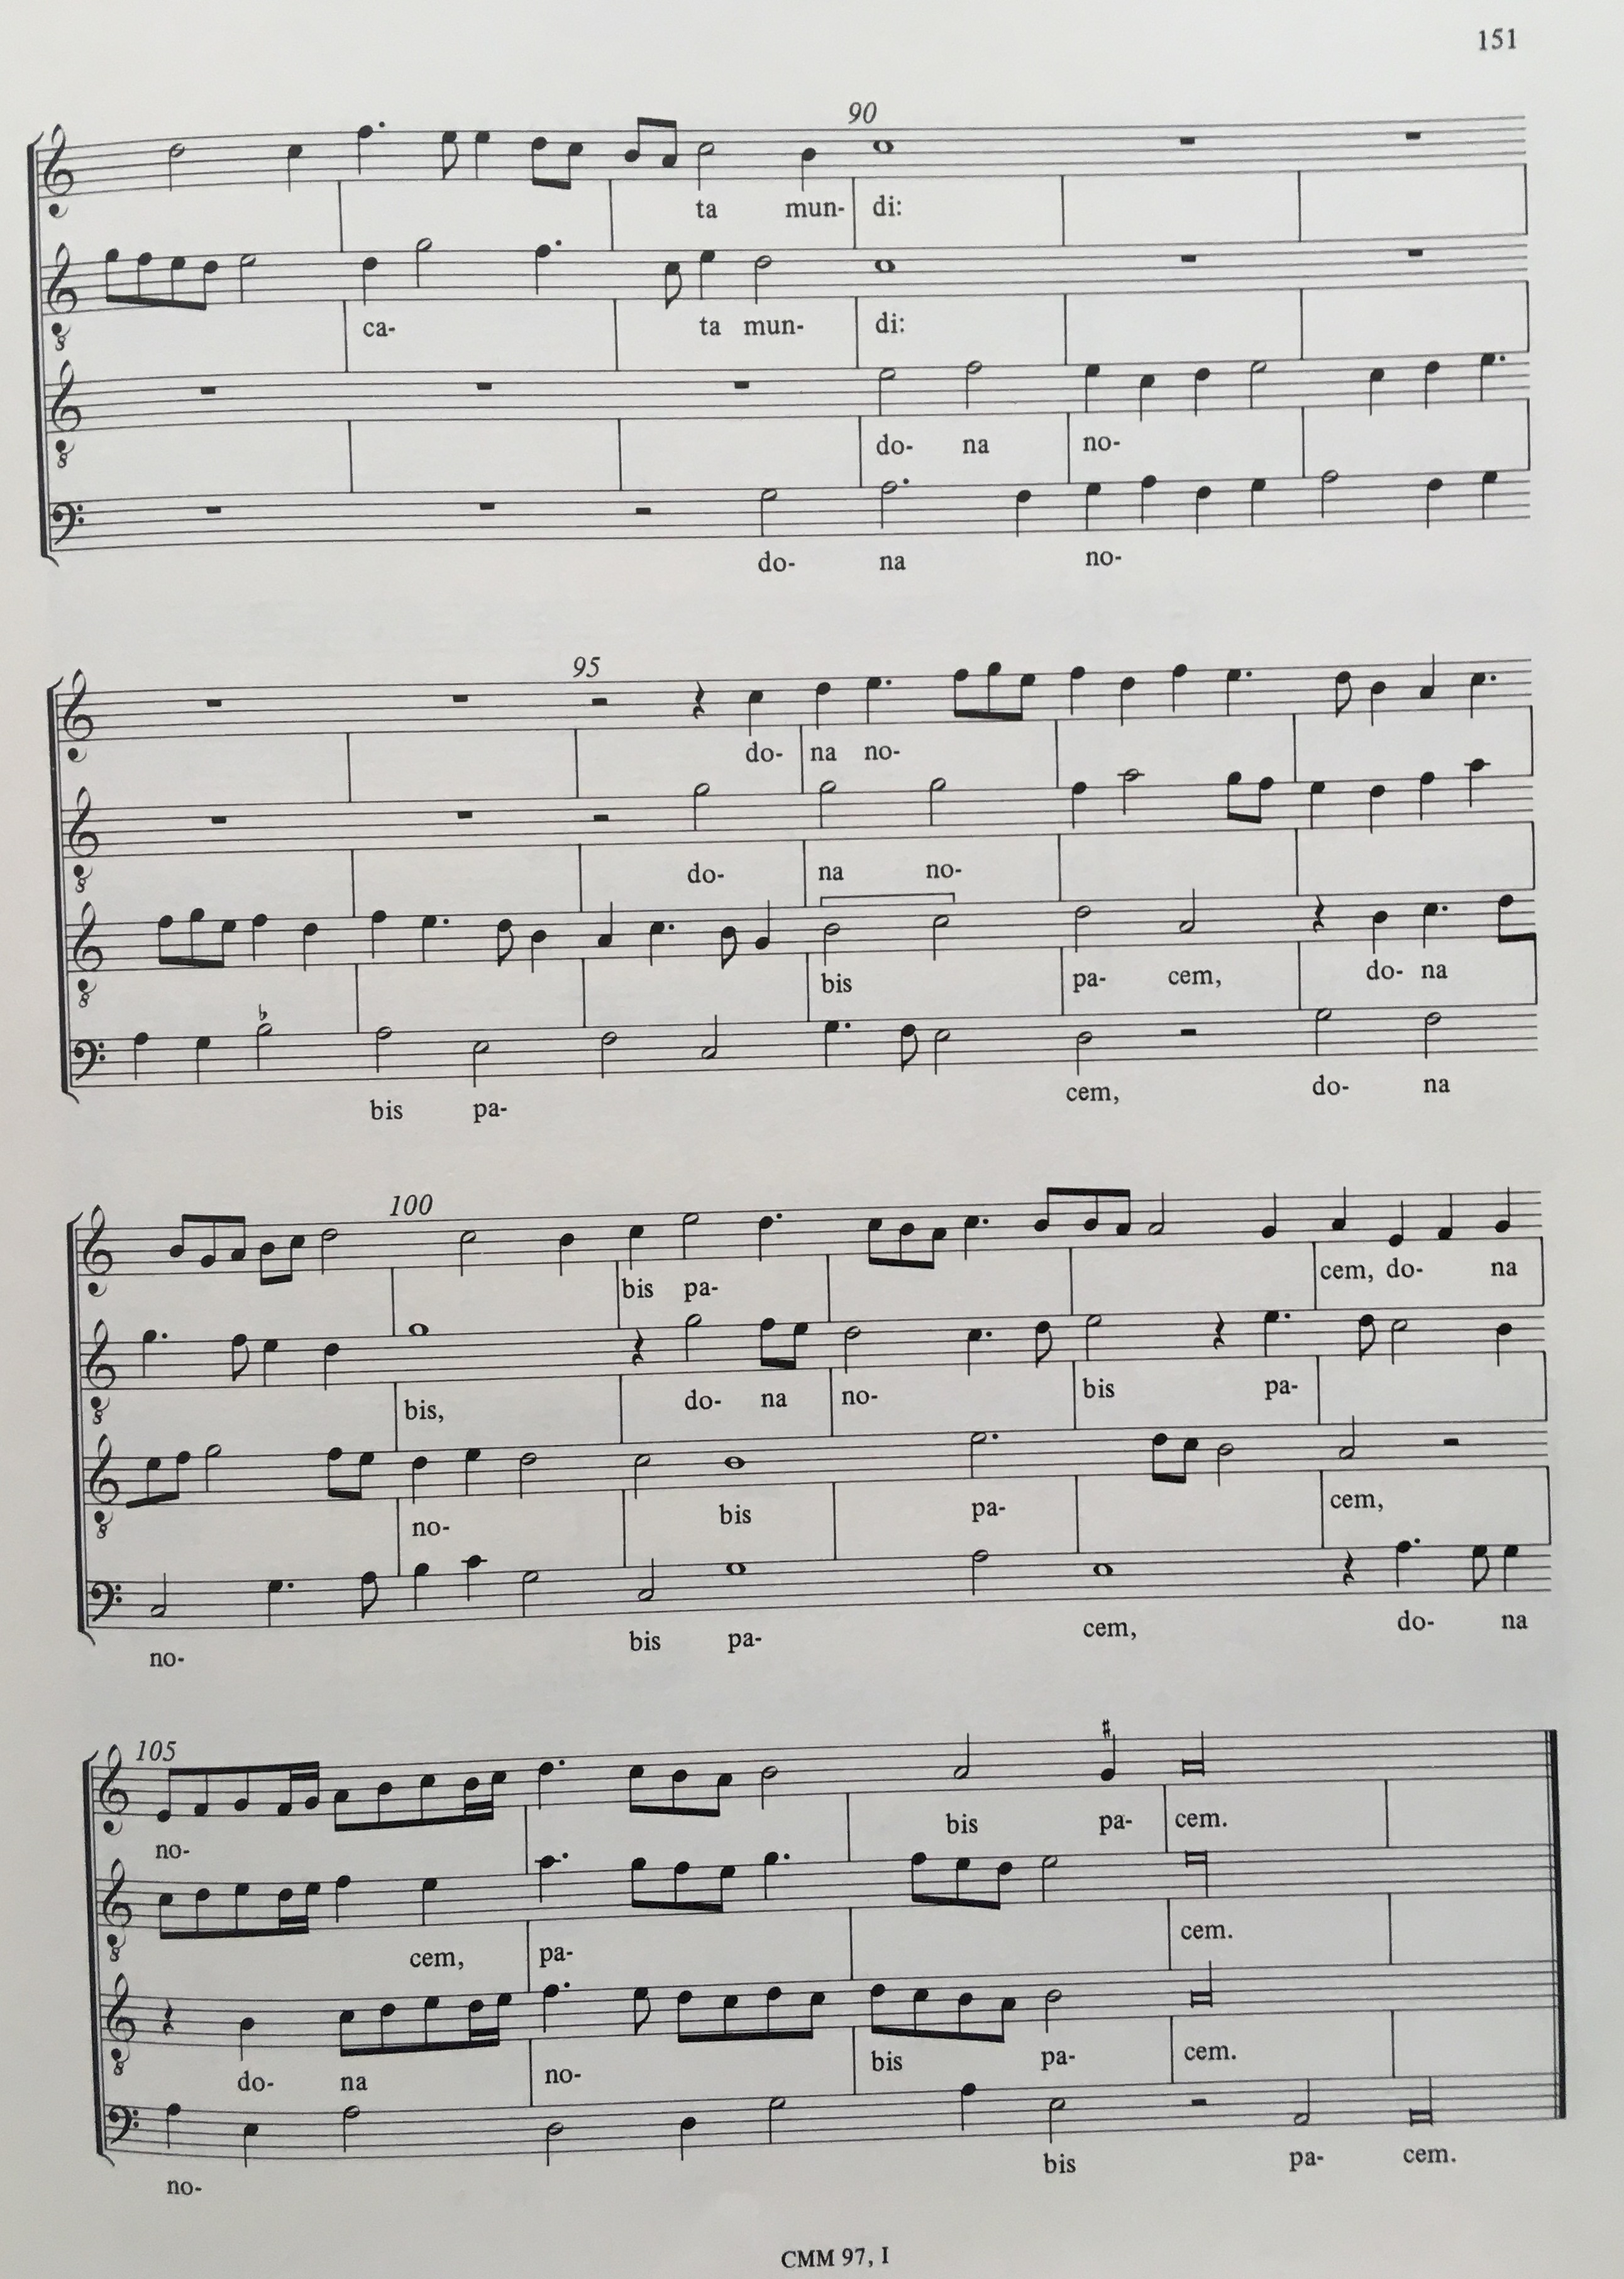 151
90
ta mun- di:
ca- ta mun- di:
do- na no-
do- na no-
95
do- na no-
do- na no-
bis pa- cem, do- na
bis pa- cem, do- na
100
bis pa- cem, do- na
bis, do- na no- bis pa-
no- bis pa- cem,
no- bis pa- cem, do- na
105
no- bis pa- cem.
cem, pa- cem.
do- na no- bis pa- cem.
no- bis pa- cem.
CMM 97, I